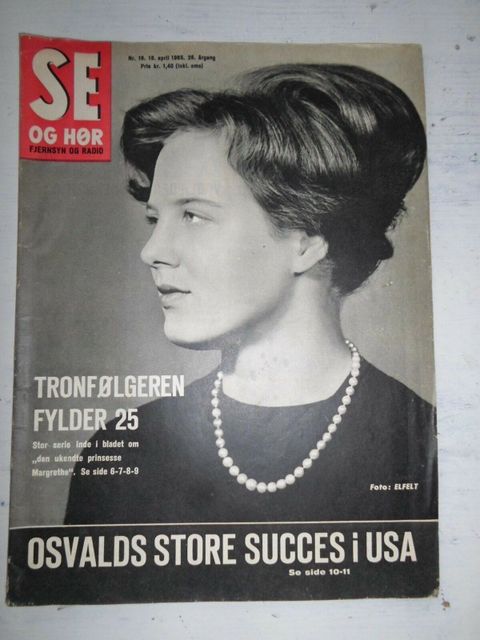 SE
OG HØR
FJERNSYN OG RADIO
Nr. 16. 16. april 1965. 26. årgang
Pris kr. 1,40 (inkl. oms)
TRONFØLGEREN
FYLDER 25
Stor serie inde i bladet om
„den ukendte prinsesse
Margrethe”. Se side 6-7-8-9
Foto: ELFELT
OSVALDS STORE SUCCES i USA
Se side 10-11